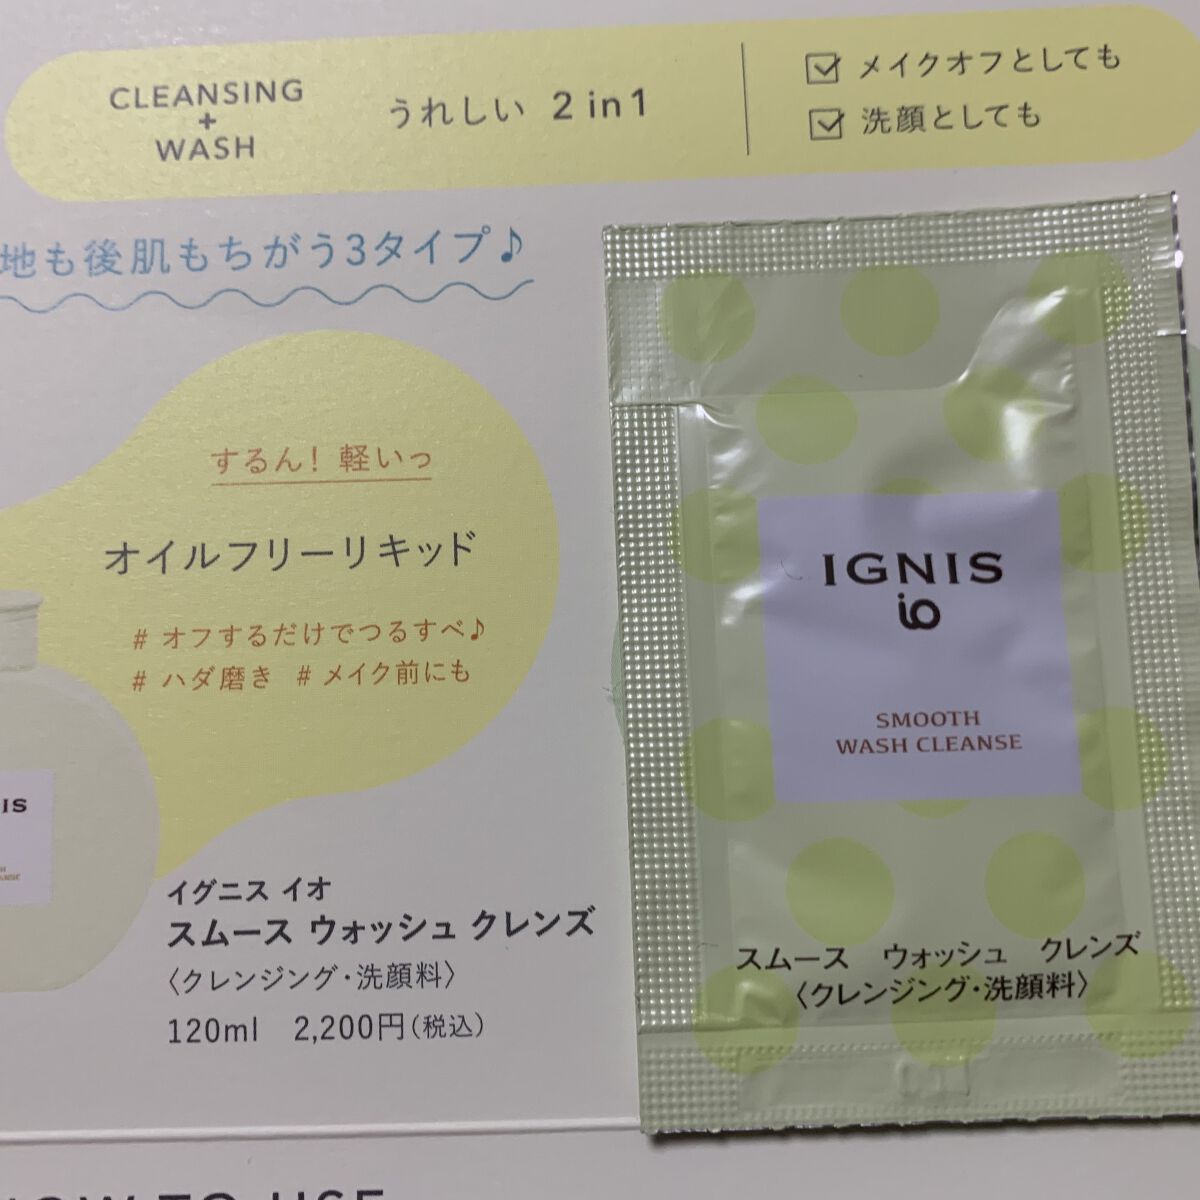 CLEANSING
+
WASH
うれしい 2 in 1
☑ メイクオフとしても
☑ 洗顔としても
地も後肌もちがう3タイプ♪
するん! 軽いっ
オイルフリーリキッド
# オフするだけでつるすべ♪
# ハダ磨き # メイク前にも
イグニス イオ
スムース ウォッシュ クレンズ
〈クレンジング・洗顔料〉
120ml 2,200円(税込)
IGNIS
io
SMOOTH
WASH CLEANSE
スムース ウォッシュ クレンズ
〈クレンジング・洗顔料〉
HOW TO USE